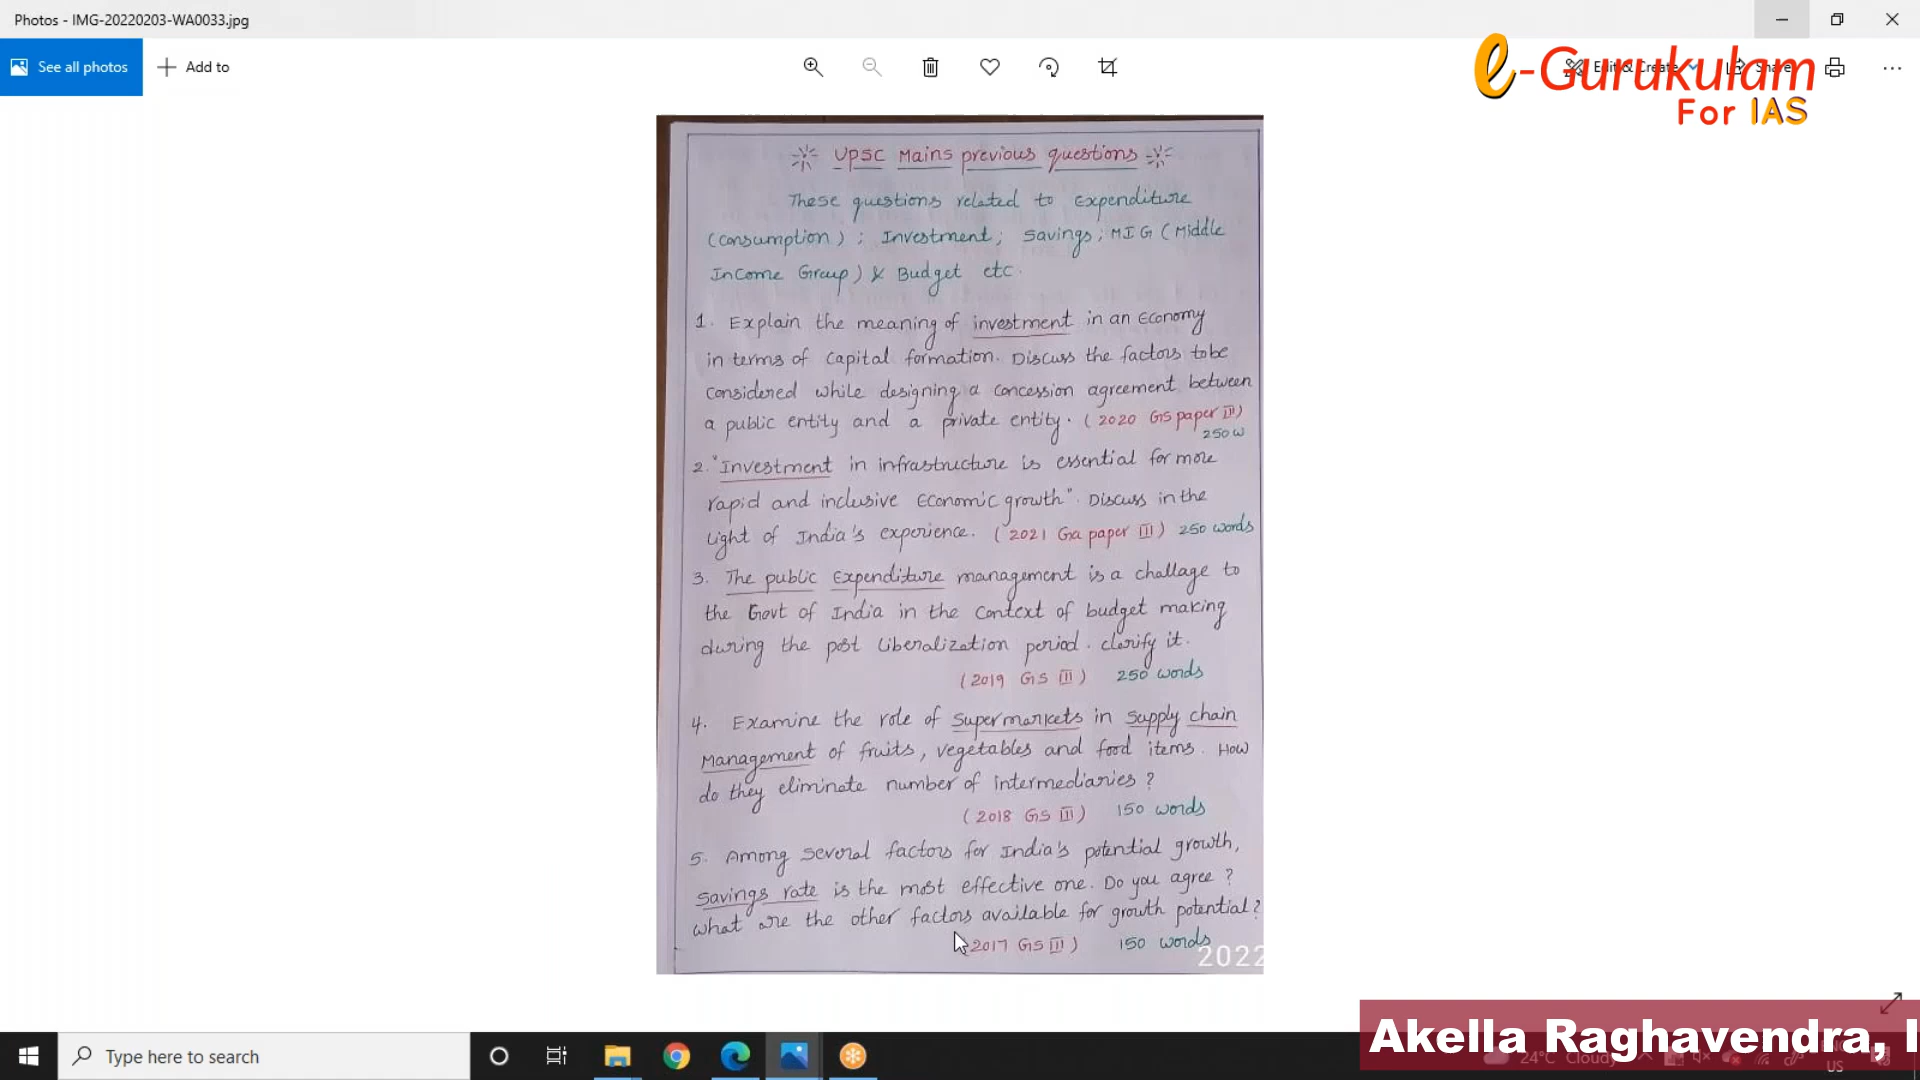 Photos - IMG-20220203-WA0033.jpg
See all photos
Add to
Edit & Create
Share
e-Gurukulam
For IAS
UPSC Mains previous questions
These questions related to Expenditure
(consumption) ; Investment; Savings; MIG (Middle
Income Group) & Budget etc.
1. Explain the meaning of investment in an Economy
in terms of capital formation. Discuss the factors to be
considered while designing a concession agreement between
a public entity and a private entity. (2020 GS paper III)
250 W
2. "Investment in infrastructure is essential for more
rapid and inclusive Economic growth". Discuss in the
light of India's experience. (2021 Ga paper III) 250 words
3. The public Expenditure management is a challage to
the Govt of India in the context of budget making
during the post liberalization period. clarify it.
(2019 GS III) 250 words
4. Examine the role of Supermarkets in Supply chain
Management of fruits, vegetables and food items. How
do they eliminate number of intermediaries?
(2018 GS III) 150 words
5. Among several factors for India's potential growth,
savings rate is the most effective one. Do you agree?
What are the other factors available for growth potential?
(2017 GS III) 150 words
2022
Type here to search
Akella Raghavendra, I
24°C Cloudy
US